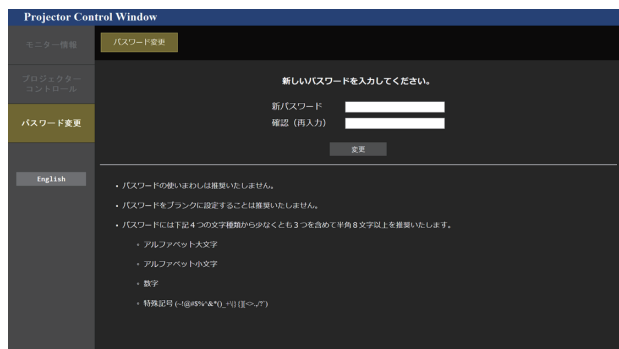 Projector Control Window
モニター情報
パスワード変更
プロジェクター
コントロール
パスワード変更
English
新しいパスワードを入力してください。
新パスワード
確認（再入力）
変更
• パスワードの使いまわしは推奨いたしません。
• パスワードをブランクに設定することは推奨いたしません。
• パスワードには下記４つの文字種類から少なくとも３つを含めて半角８文字以上を推奨いたします。
◦ アルファベット大文字
◦ アルファベット小文字
◦ 数字
◦ 特殊記号